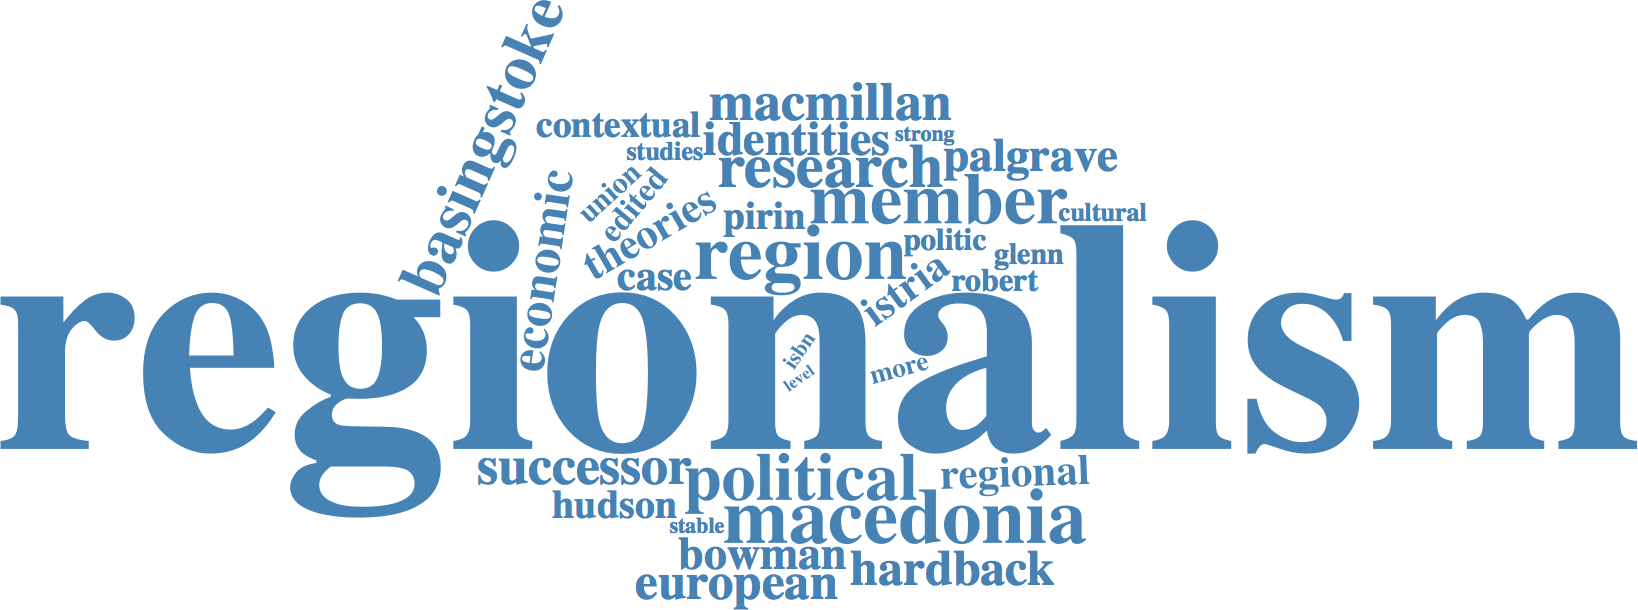 basingstoke
macmillan
contextual
identities
strong
studies
research
palgrave
economic
union
edited
theories
pirin
member
cultural
region
politic
glenn
case
istria
robert
regionalism
isbn
level
more
successor
political
regional
hudson
stable
macedonia
bowman
hardback
european